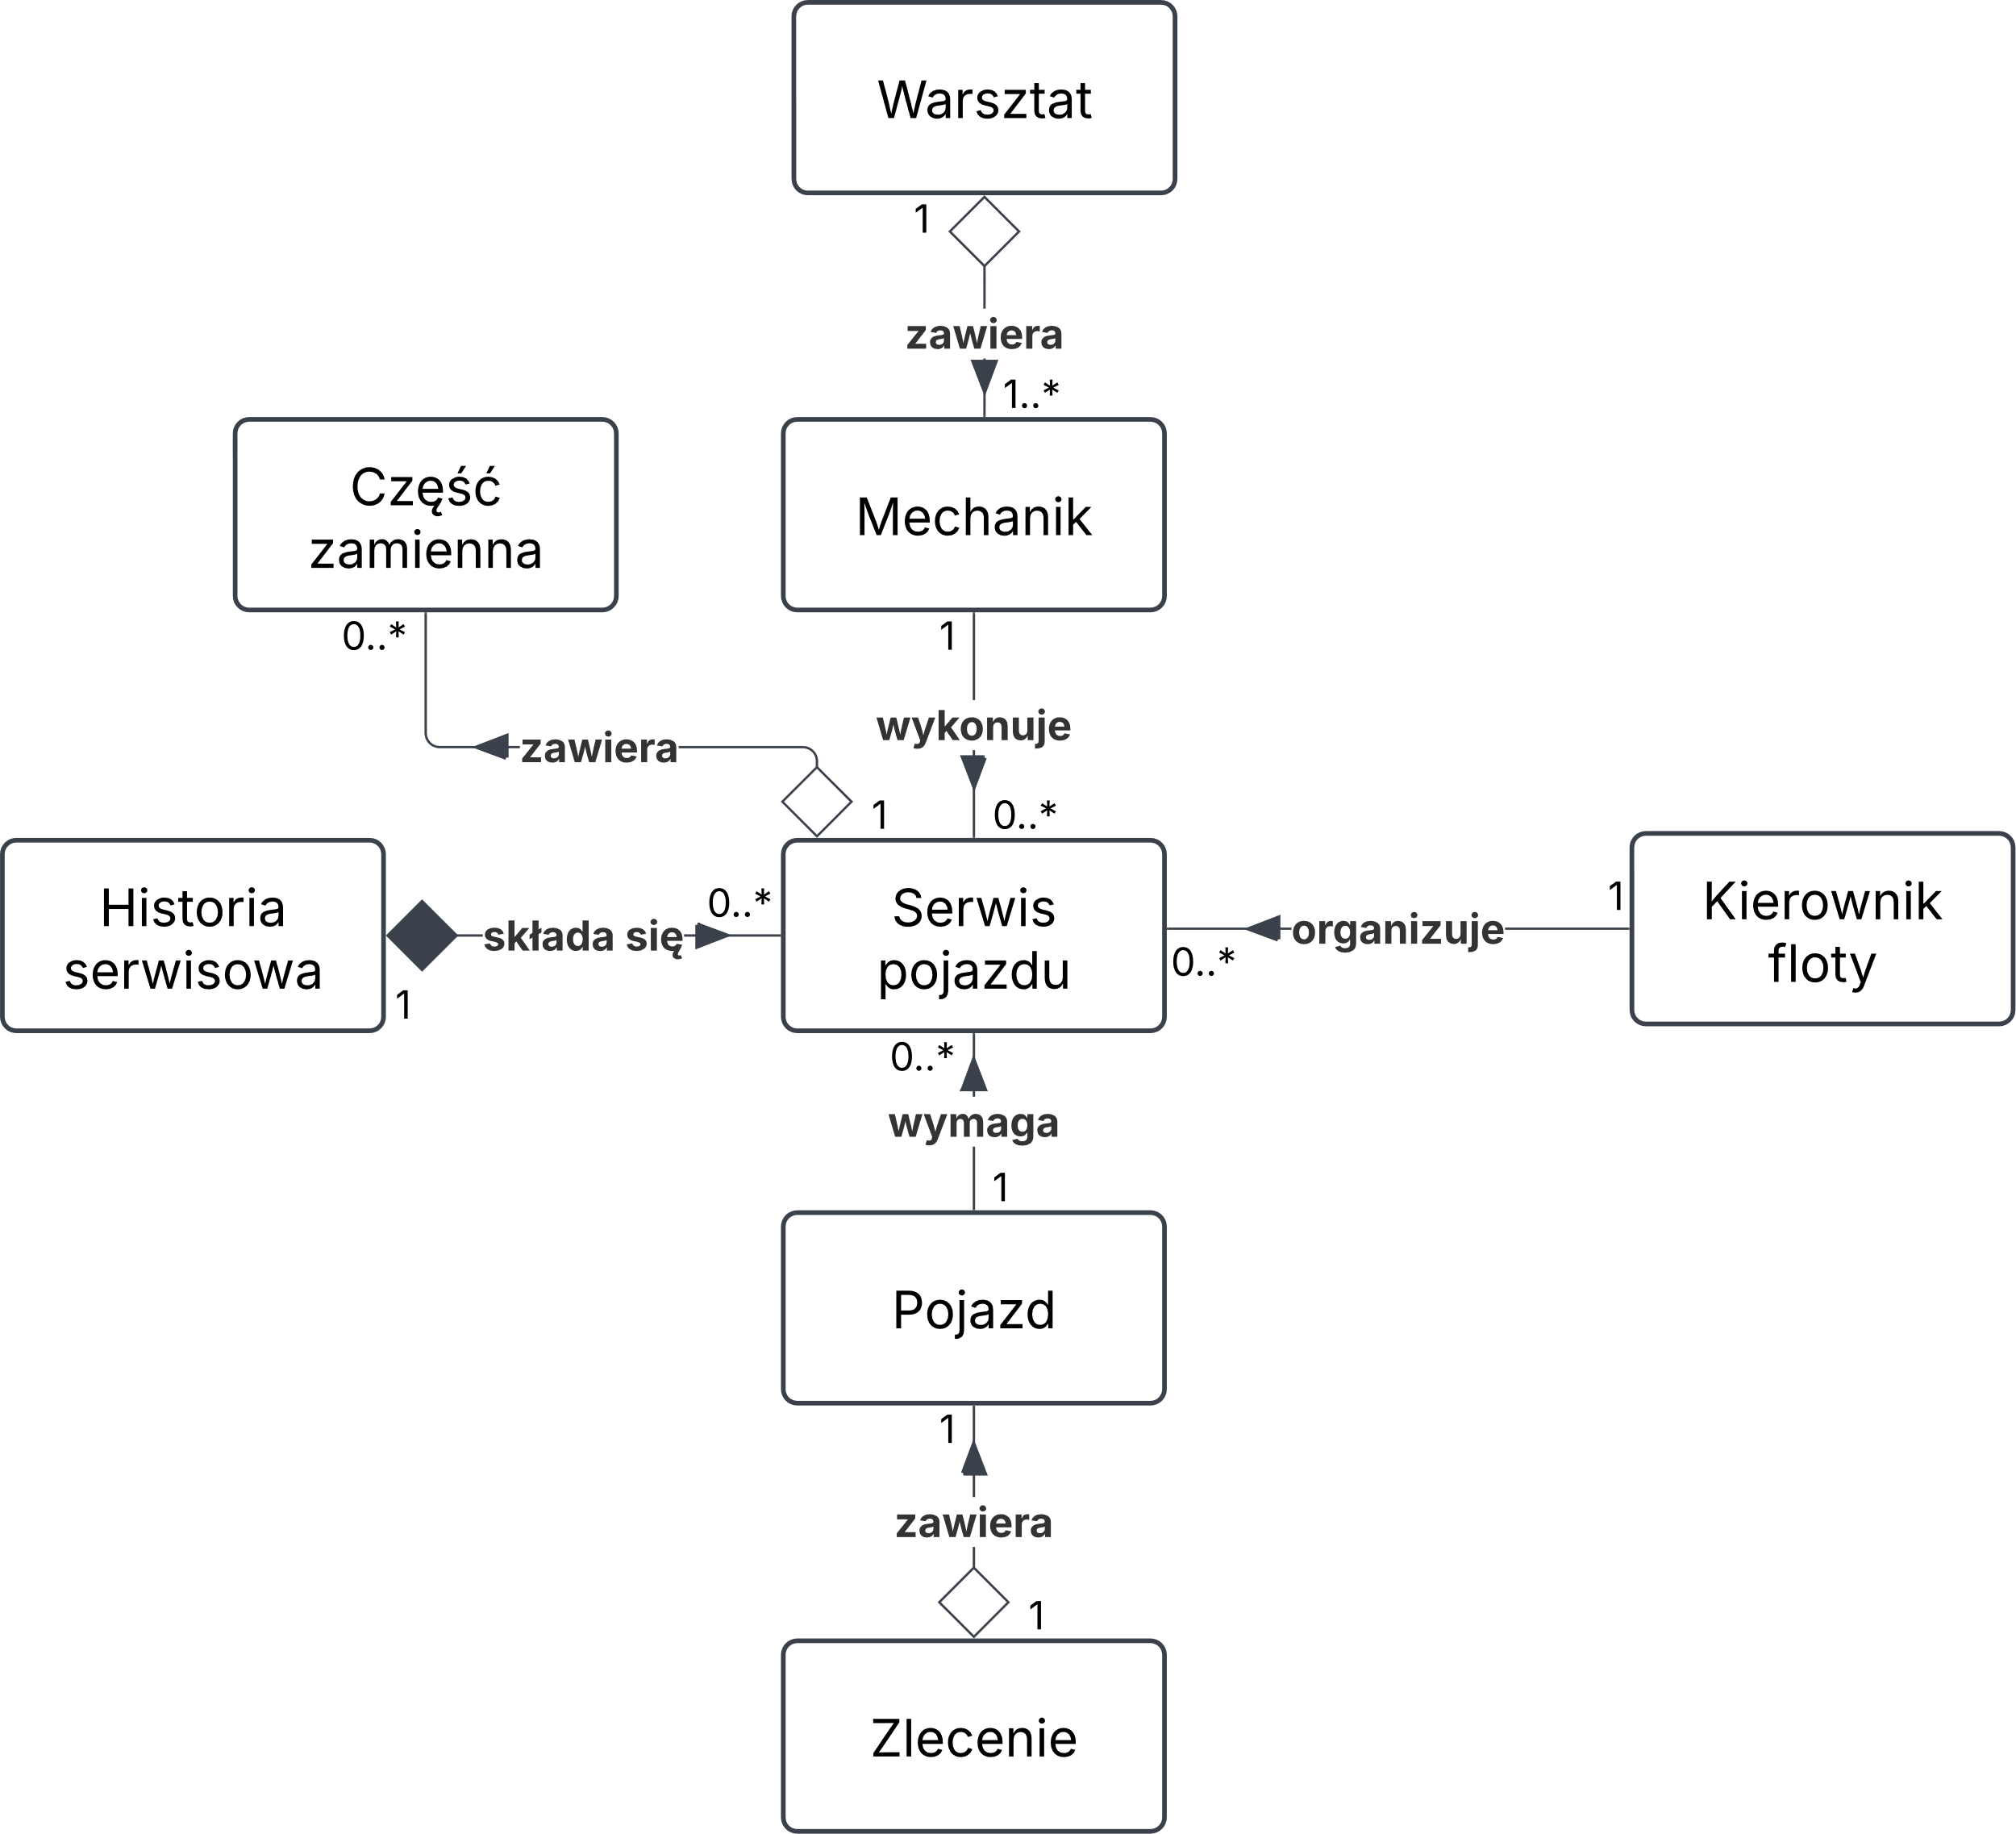 Warsztat
1
zawiera
1..*
Część
zamienna
Mechanik
0..*
1
zawiera
wykonuje
1
0..*
Historia
serwisowa
1
składa się
0..*
Serwis
pojazdu
0..*
organizuje
1
Kierownik
floty
0..*
wymaga
1
Pojazd
1
zawiera
1
Zlecenie